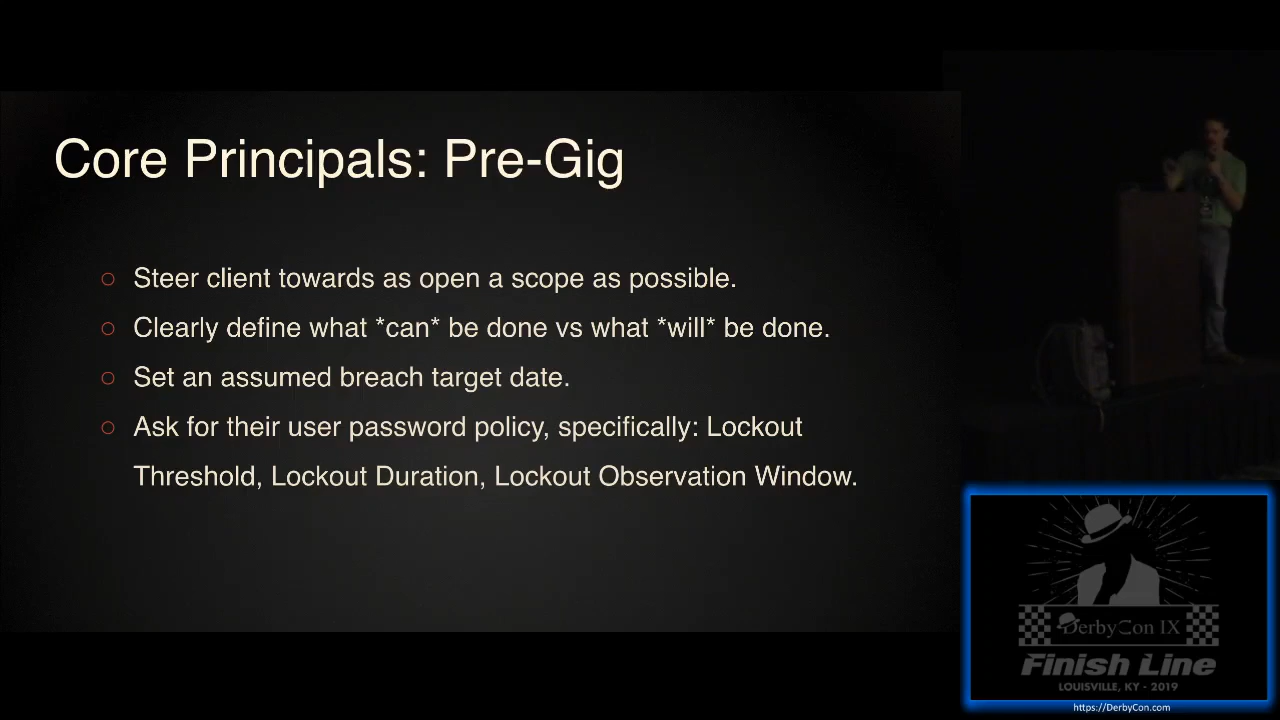 Core Principals: Pre-Gig
○ Steer client towards as open a scope as possible.
○ Clearly define what *can* be done vs what *will* be done.
○ Set an assumed breach target date.
○ Ask for their user password policy, specifically: Lockout
Threshold, Lockout Duration, Lockout Observation Window.
DerbyCon IX
Finish Line
LOUISVILLE, KY - 2019
https://DerbyCon.com